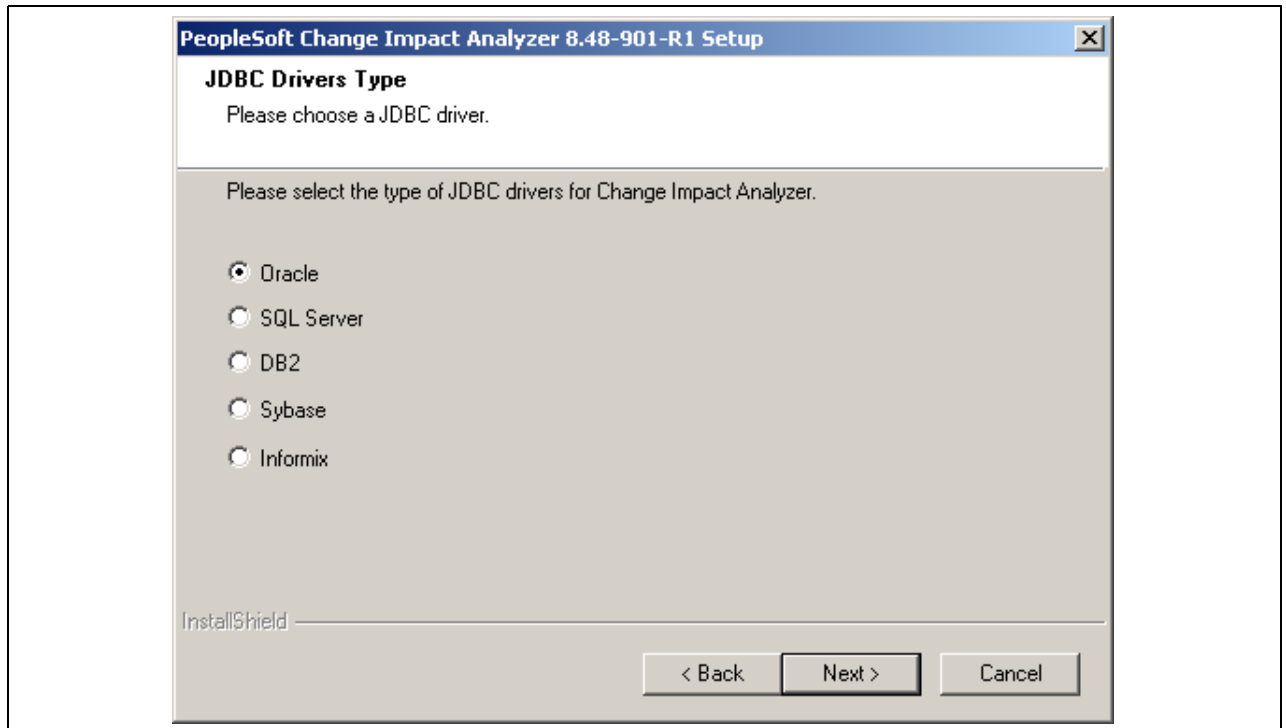 PeopleSoft Change Impact Analyzer 8.48-901-R1 Setup
JDBC Drivers Type
Please choose a JDBC driver.
Please select the type of JDBC drivers for Change Impact Analyzer.
Oracle
SQL Server
DB2
Sybase
Informix
InstallShield
< Back Next > Cancel